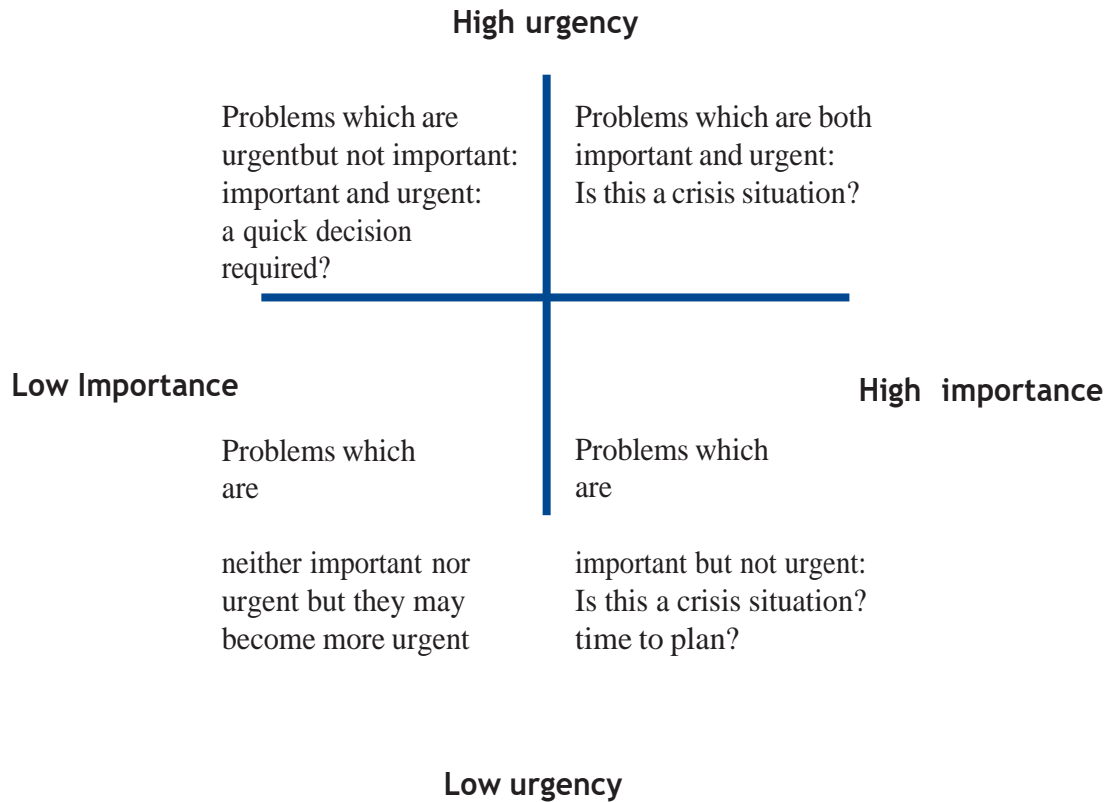 High urgency
Problems which are
urgentbut not important:
important and urgent:
a quick decision
required?
Problems which are both
important and urgent:
Is this a crisis situation?
Low Importance
High importance
Problems which
are
neither important nor
urgent but they may
become more urgent
Problems which
are
important but not urgent:
Is this a crisis situation?
time to plan?
Low urgency